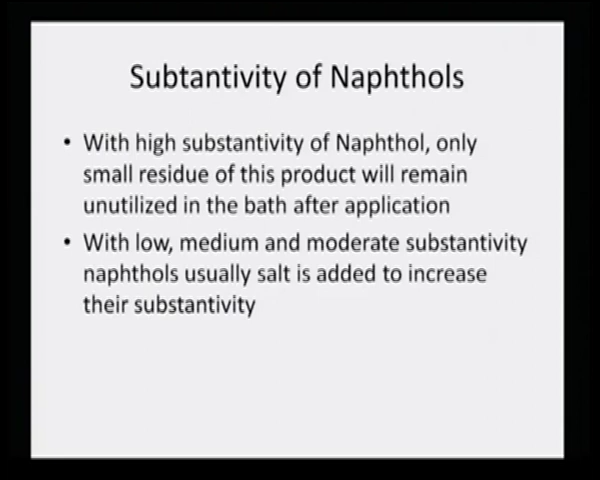 Subtantivity of Naphthols
• With high substantivity of Naphthol, only
small residue of this product will remain
unutilized in the bath after application
• With low, medium and moderate substantivity
naphthols usually salt is added to increase
their substantivity